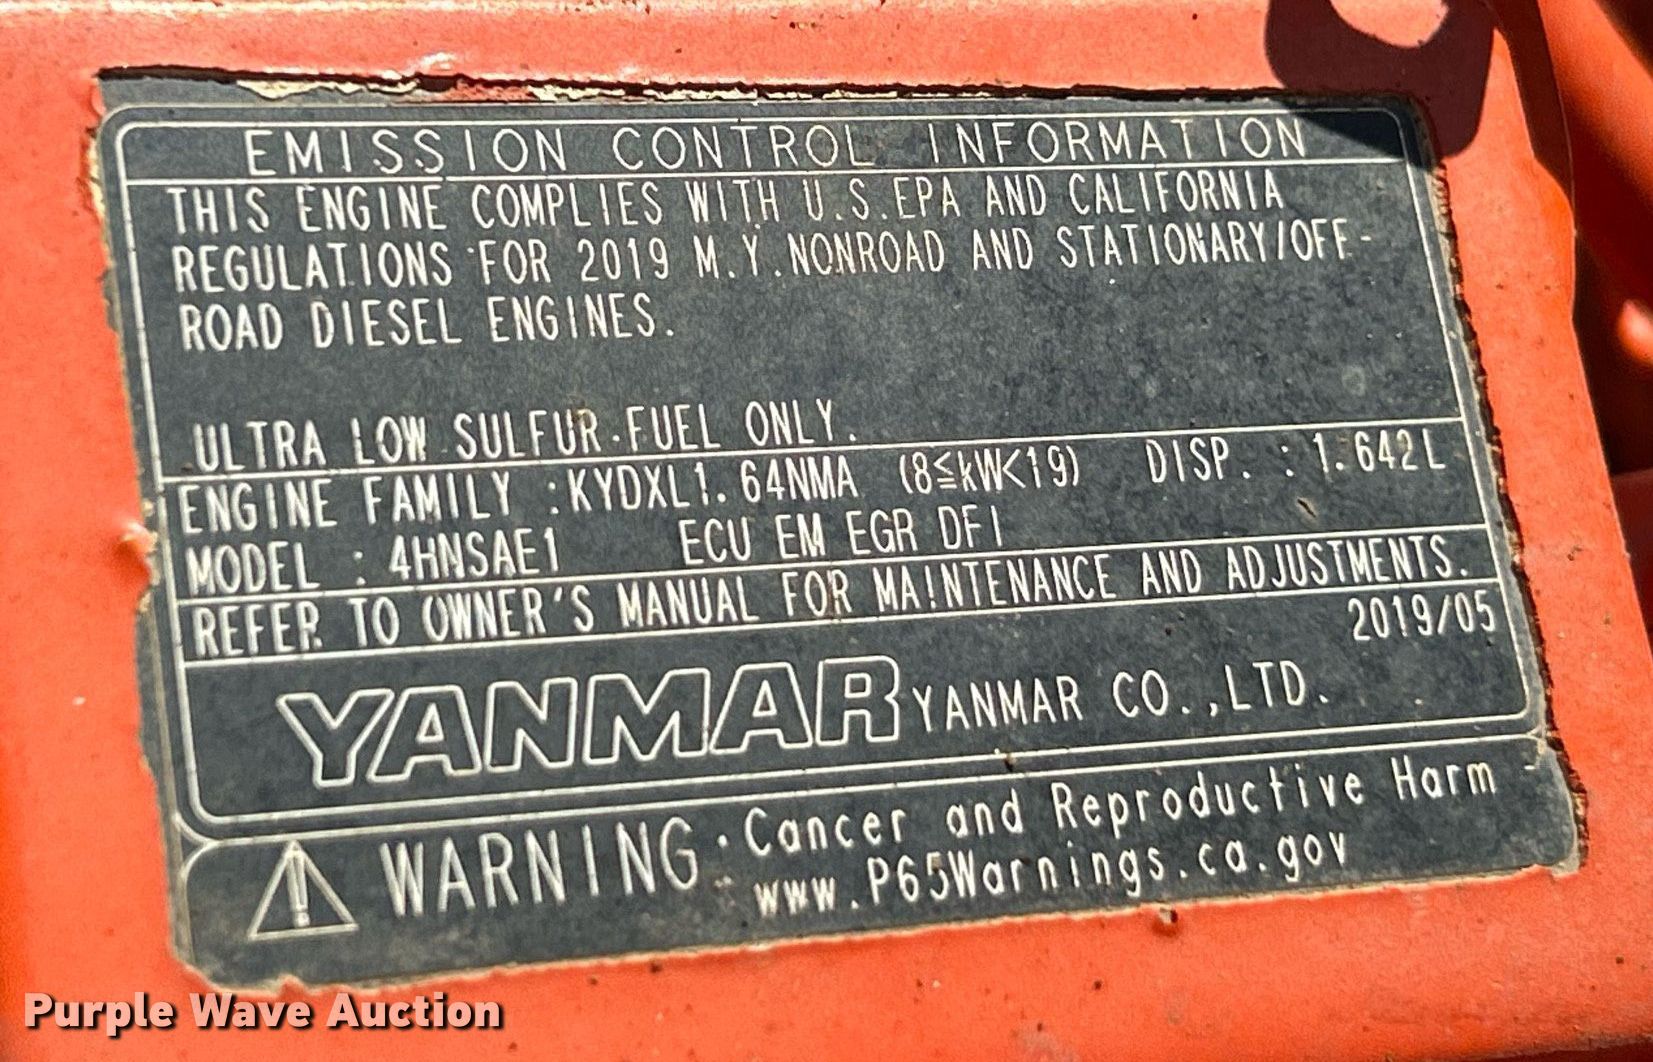 EMISSION CONTROL INFORMATION
THIS ENGINE COMPLIES WITH U.S.EPA AND CALIFORNIA
REGULATIONS FOR 2019 M.Y.NONROAD AND STATIONARY/OFF-
ROAD DIESEL ENGINES.
ULTRA LOW SULFUR FUEL ONLY.
ENGINE FAMILY :KYDXL1.64NMA (8≦kW<19) DISP. : 1.642L
MODEL : 4HNSAE1 ECU EM EGR DFI
REFER TO OWNER'S MANUAL FOR MAINTENANCE AND ADJUSTMENTS.
2019/05
YANMAR YANMAR CO.,LTD.
WARNING:Cancer and Reproductive Harm -
www.P65Warnings.ca.gov
Purple Wave Auction